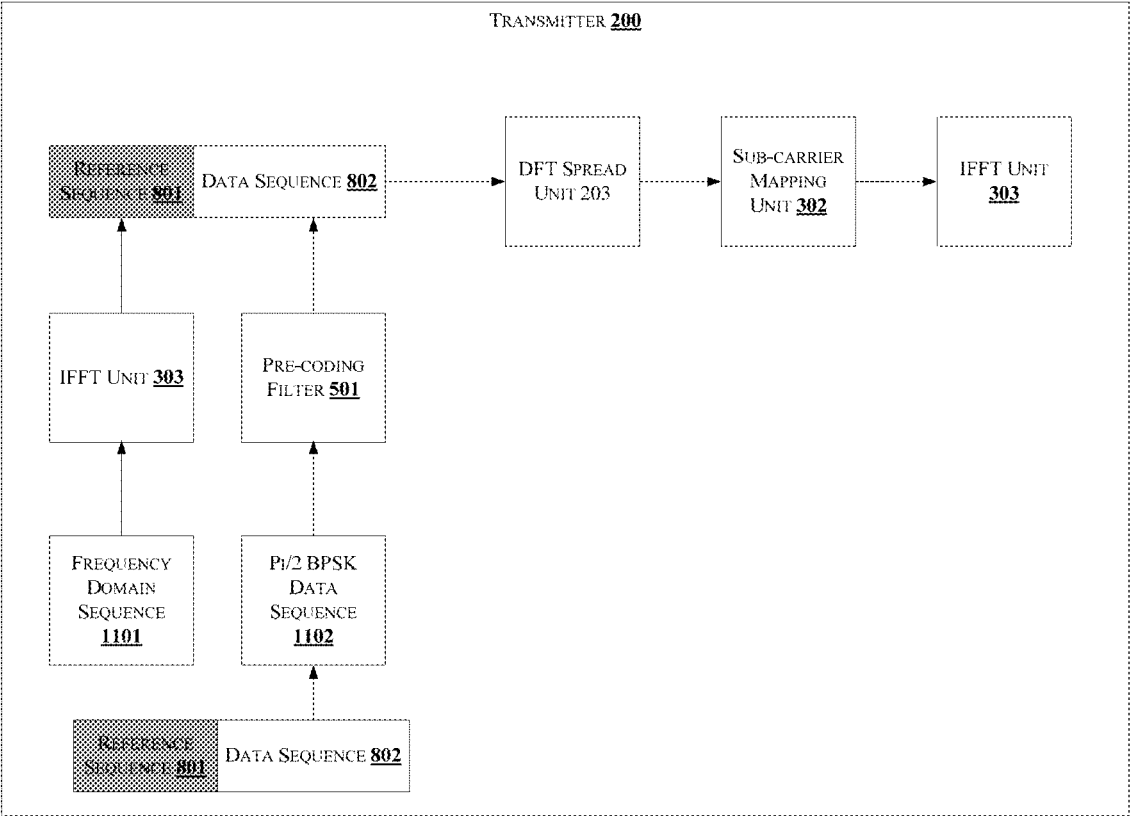 TRANSMITTER 200
REFERENCE
SEQUENCE 801
DATA SEQUENCE 802
DFT SPREAD
UNIT 203
SUB-CARRIER
MAPPING
UNIT 302
IFFT UNIT
303
IFFT UNIT 303
PRE-CODING
FILTER 501
FREQUENCY
DOMAIN
SEQUENCE
1101
PI/2 BPSK
DATA
SEQUENCE
1102
REFERENCE
SEQUENCE 801
DATA SEQUENCE 802